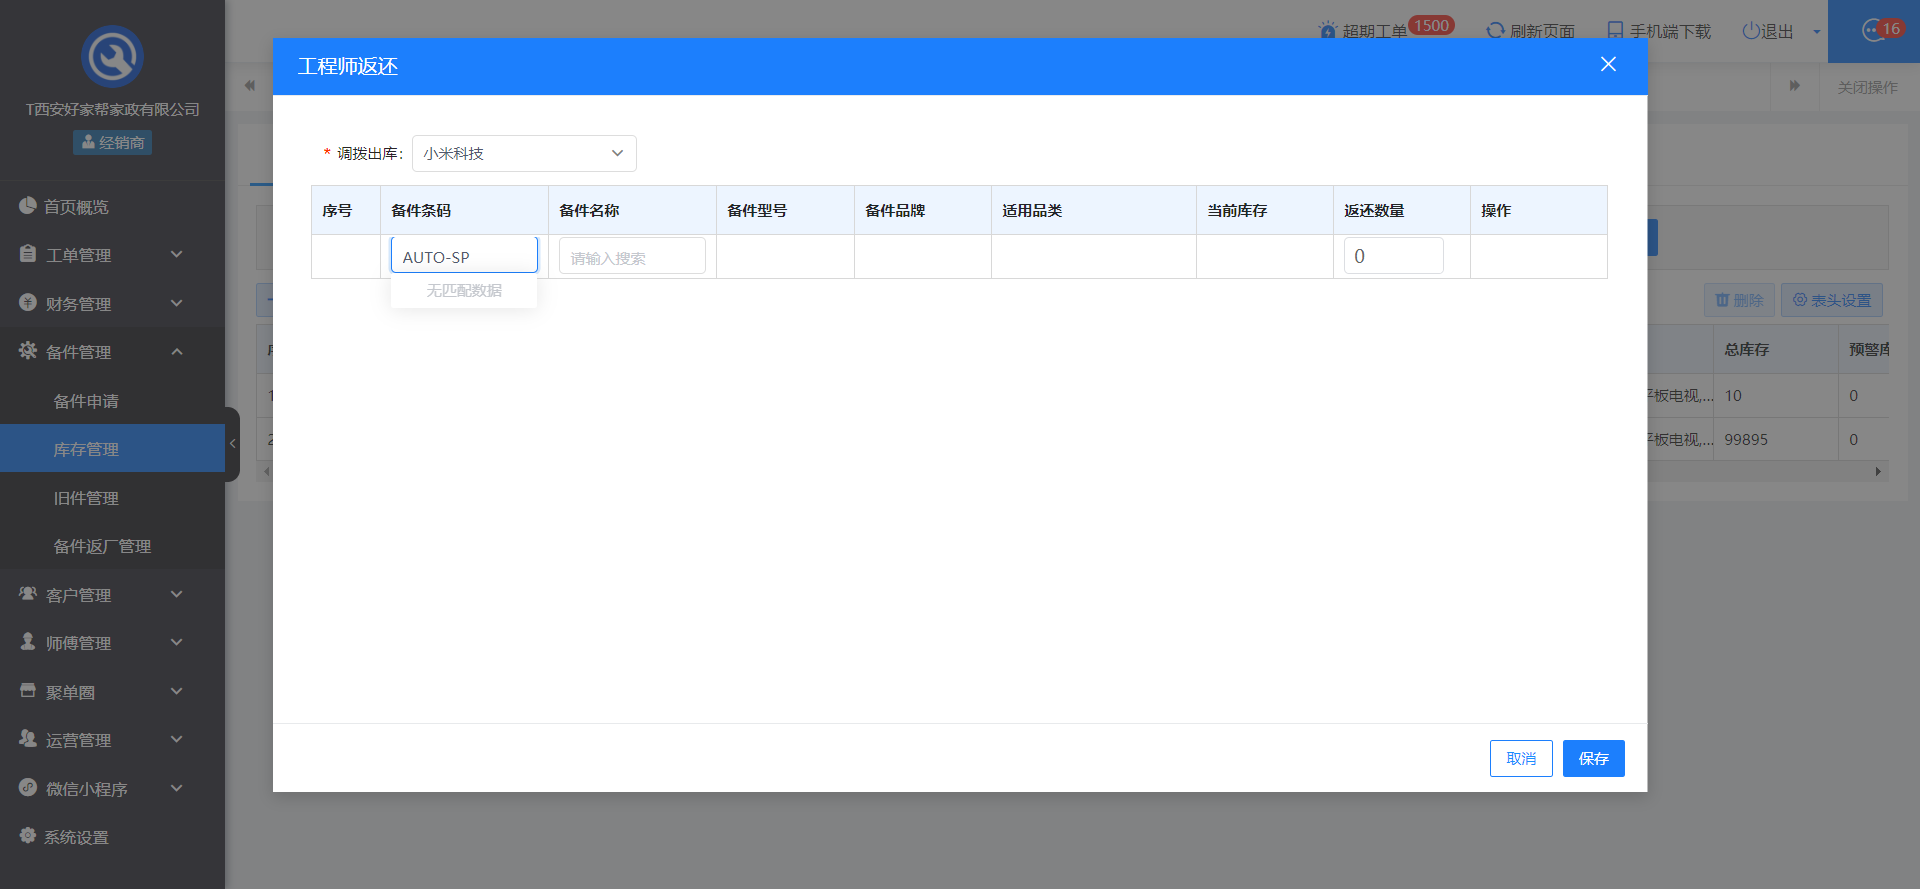 超期工单 1500
刷新页面
手机端下载
退出
16
T西安好家帮家政有限公司
经销商
关闭操作
首页概览
工单管理
财务管理
备件管理
备件申请
库存管理
旧件管理
备件返厂管理
客户管理
师傅管理
聚单圈
运营管理
微信小程序
系统设置
工程师返还
* 调拨出库： 小米科技
序号 备件条码 备件名称 备件型号 备件品牌 适用品类 当前库存 返还数量 操作
AUTO-SP 请输入搜索 0
无匹配数据
取消 保存
删除 表头设置
总库存 预警库
平板电视,... 10 0
平板电视,... 99895 0